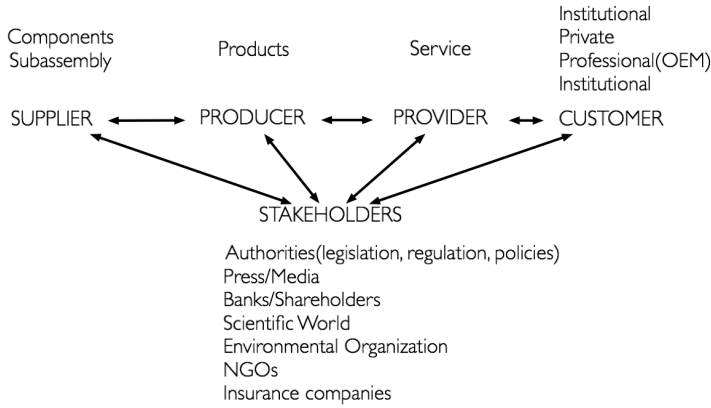 Components
Subassembly
Products
Service
Institutional
Private
Professional(OEM)
Institutional
SUPPLIER
PRODUCER
PROVIDER
CUSTOMER
STAKEHOLDERS
Authorities(legislation, regulation, policies)
Press/Media
Banks/Shareholders
Scientific World
Environmental Organization
NGOs
Insurance companies